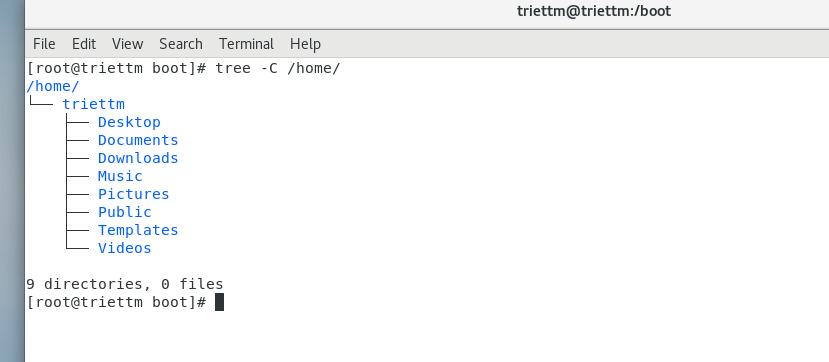 triettm@triettm:/boot
File Edit View Search Terminal Help
[root@triettm boot]# tree -C /home/
/home/
└── triettm
    ├── Desktop
    ├── Documents
    ├── Downloads
    ├── Music
    ├── Pictures
    ├── Public
    ├── Templates
    └── Videos
9 directories, 0 files
[root@triettm boot]#